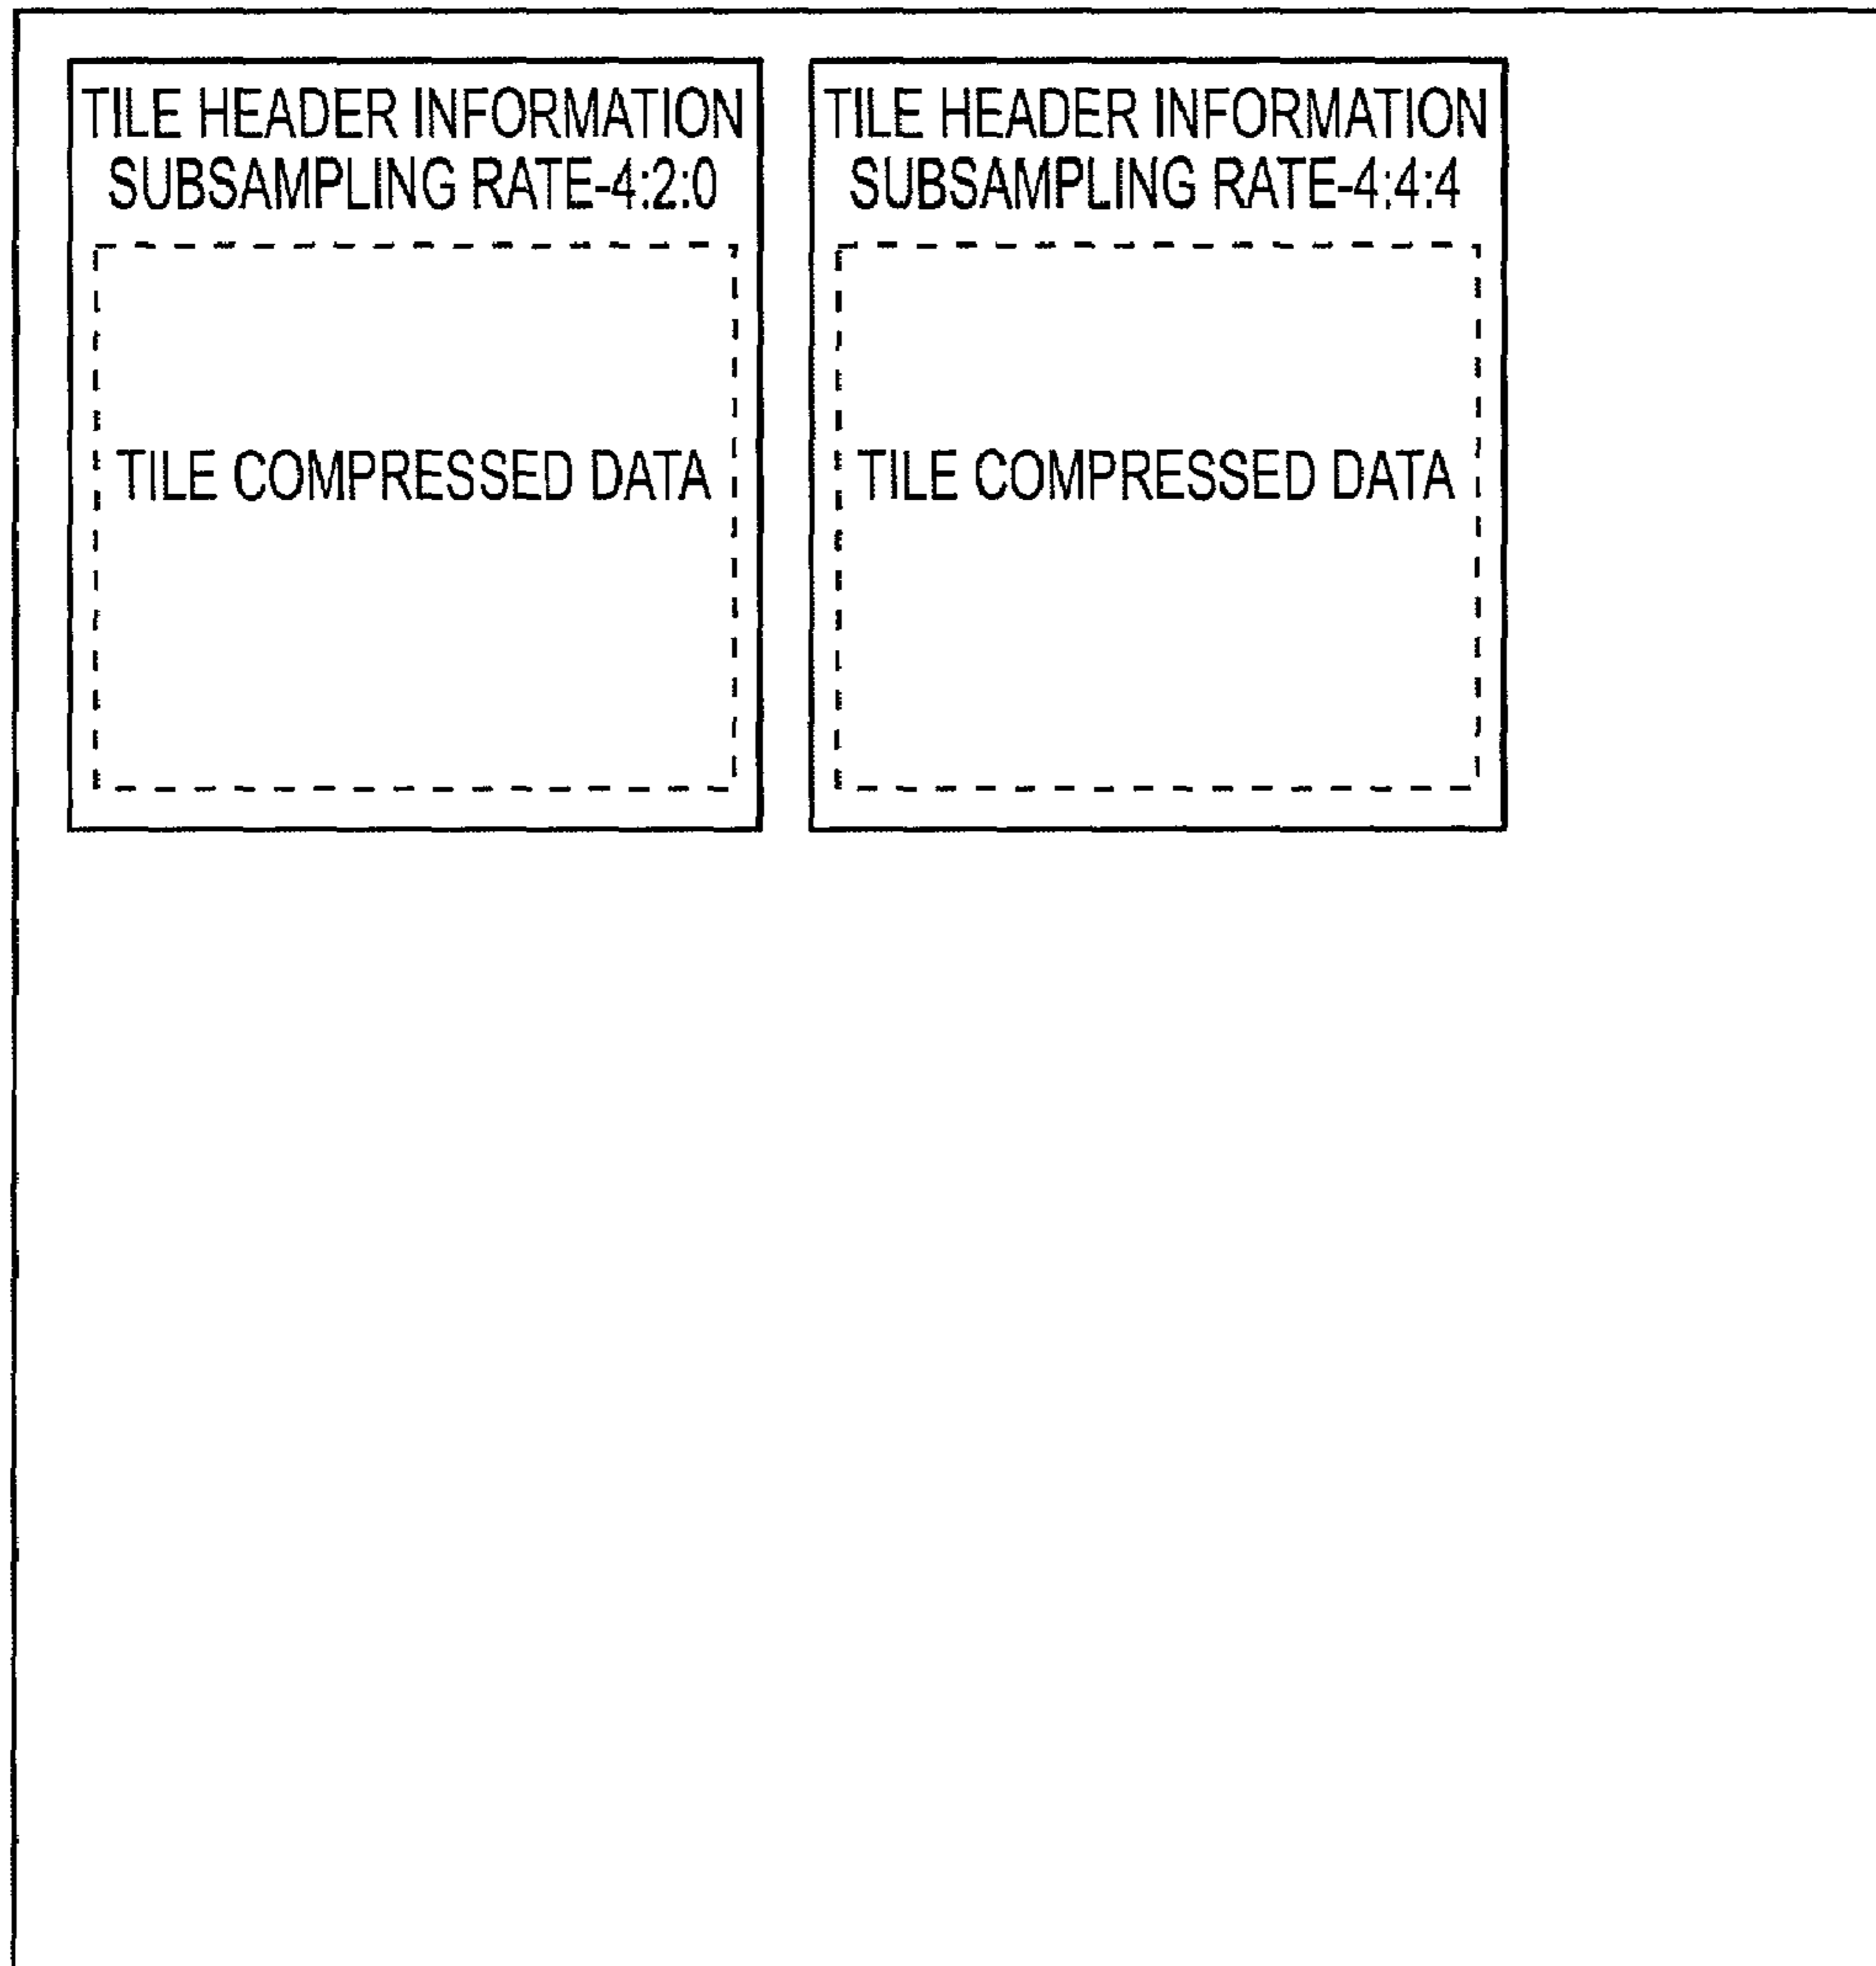 TILE HEADER INFORMATION
SUBSAMPLING RATE-4:2:0
TILE COMPRESSED DATA
TILE HEADER INFORMATION
SUBSAMPLING RATE-4:4:4
TILE COMPRESSED DATA